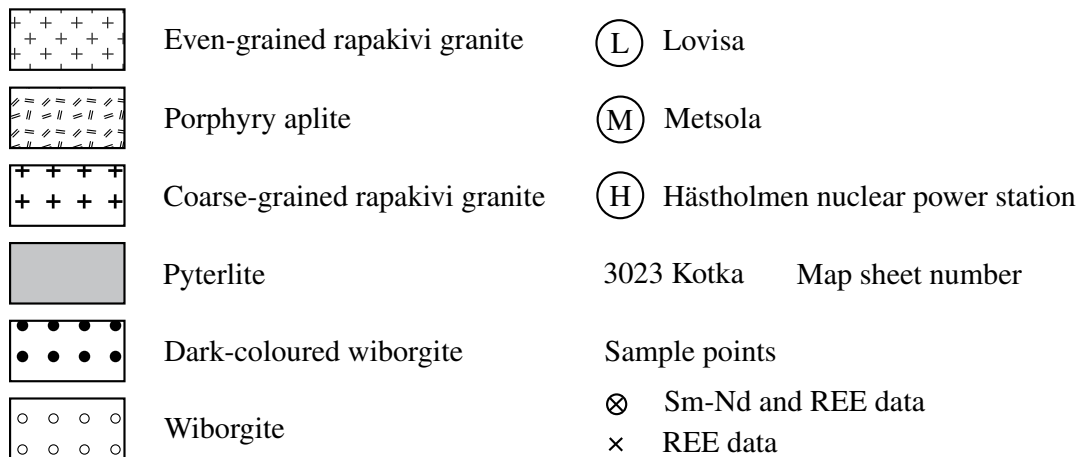 Even-grained rapakivi granite
Porphyry aplite
Coarse-grained rapakivi granite
Pyterlite
Dark-coloured wiborgite
Wiborgite
L Lovisa
M Metsola
H Hästholmen nuclear power station
3023 Kotka Map sheet number
Sample points
Sm-Nd and REE data
REE data